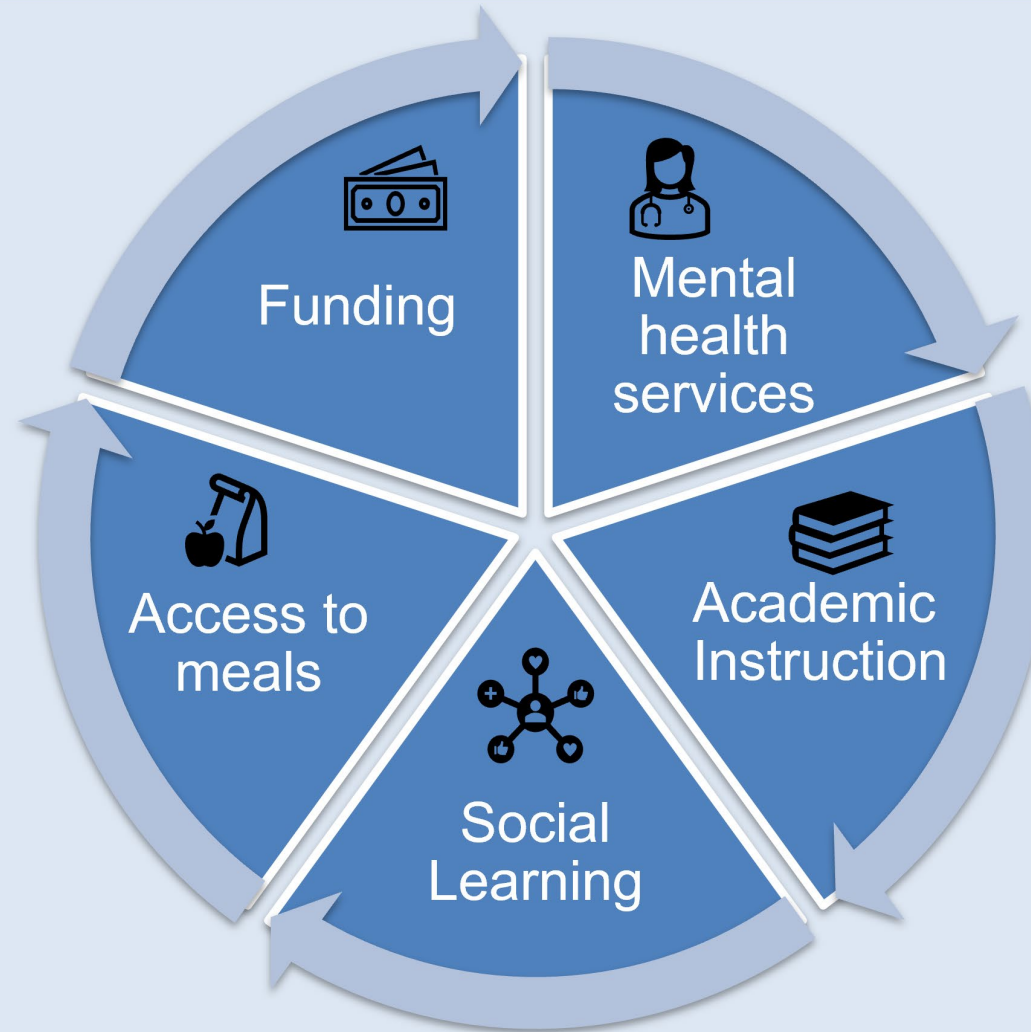 Funding
Mental
health
services
Academic
Instruction
Social
Learning
Access to
meals